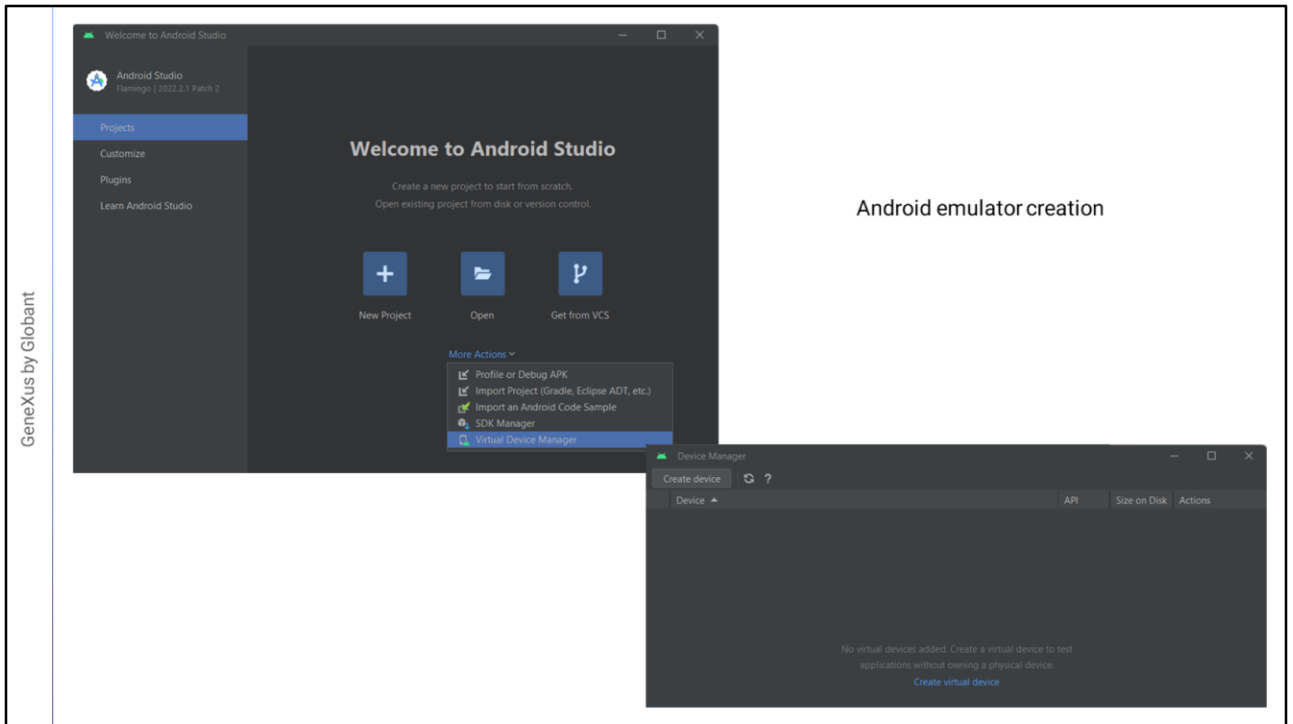 GeneXus by Globant
Welcome to Android Studio
Android Studio
Flamingo | 2022.2.1 Patch 2
Projects
Customize
Plugins
Learn Android Studio
Welcome to Android Studio
Create a new project to start from scratch.
Open existing project from disk or version control.
New Project Open Get from VCS
More Actions
Profile or Debug APK
Import Project (Gradle, Eclipse ADT, etc.)
Import an Android Code Sample
SDK Manager
Virtual Device Manager
Android emulator creation
Device Manager
Create device ?
Device API Size on Disk Actions
No virtual devices added. Create a virtual device to test
applications without owning a physical device.
Create virtual device